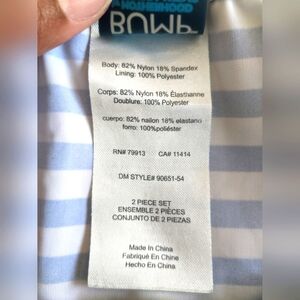 MOTHERHOOD
BUMP
Body: 82% Nylon 18% Spandex
Lining: 100% Polyester
Corps: 82% Nylon 18% Élasthanne
Doublure: 100% Polyester
cuerpo: 82% nailon 18% elastano
forro: 100%poliéster
RN# 79913 CA# 11414
DM STYLE# 90651-54
2 PIECE SET
ENSEMBLE 2 PIÈCES
CONJUNTO DE 2 PIEZAS
Made In China
Fabriqué En Chine
Hecho En China